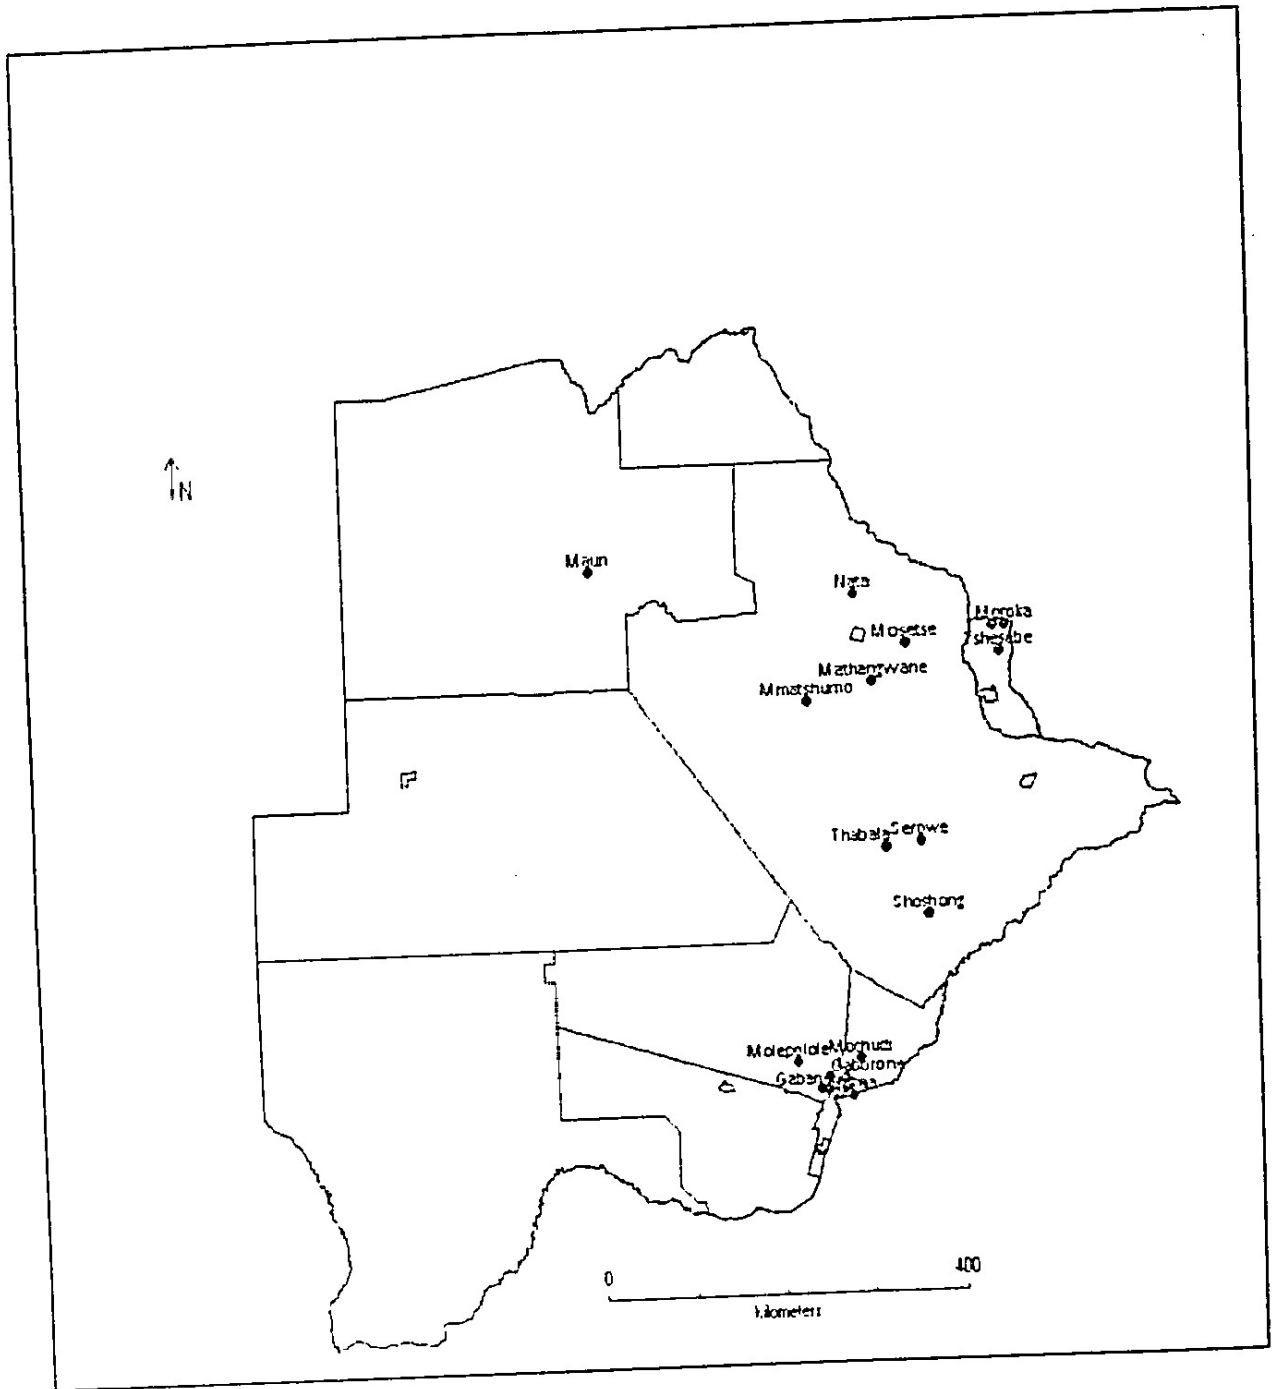 N
Maun
Nata
Moroka
Mosetse
Tshesebe
Mathangwane
Mmatshumo
Thabala
Serowe
Shoshong
Molepolole
Mochudi
Gaborone
0
400
kilometers